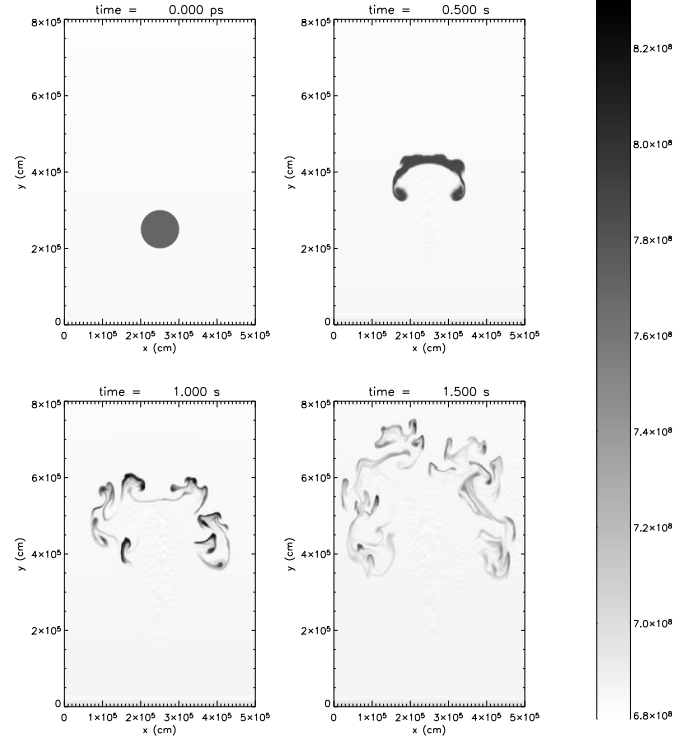 time = 0.000 ps
8×10⁵
6×10⁵
4×10⁵
2×10⁵
0
y (cm)
0 1×10⁵ 2×10⁵ 3×10⁵ 4×10⁵ 5×10⁵
x (cm)
time = 0.500 s
8×10⁵
6×10⁵
4×10⁵
2×10⁵
0
y (cm)
0 1×10⁵ 2×10⁵ 3×10⁵ 4×10⁵ 5×10⁵
x (cm)
time = 1.000 s
8×10⁵
6×10⁵
4×10⁵
2×10⁵
0
y (cm)
0 1×10⁵ 2×10⁵ 3×10⁵ 4×10⁵ 5×10⁵
x (cm)
time = 1.500 s
8×10⁵
6×10⁵
4×10⁵
2×10⁵
0
y (cm)
0 1×10⁵ 2×10⁵ 3×10⁵ 4×10⁵ 5×10⁵
x (cm)
8.2×10⁸
8.0×10⁸
7.8×10⁸
7.6×10⁸
7.4×10⁸
7.2×10⁸
7.0×10⁸
6.8×10⁸